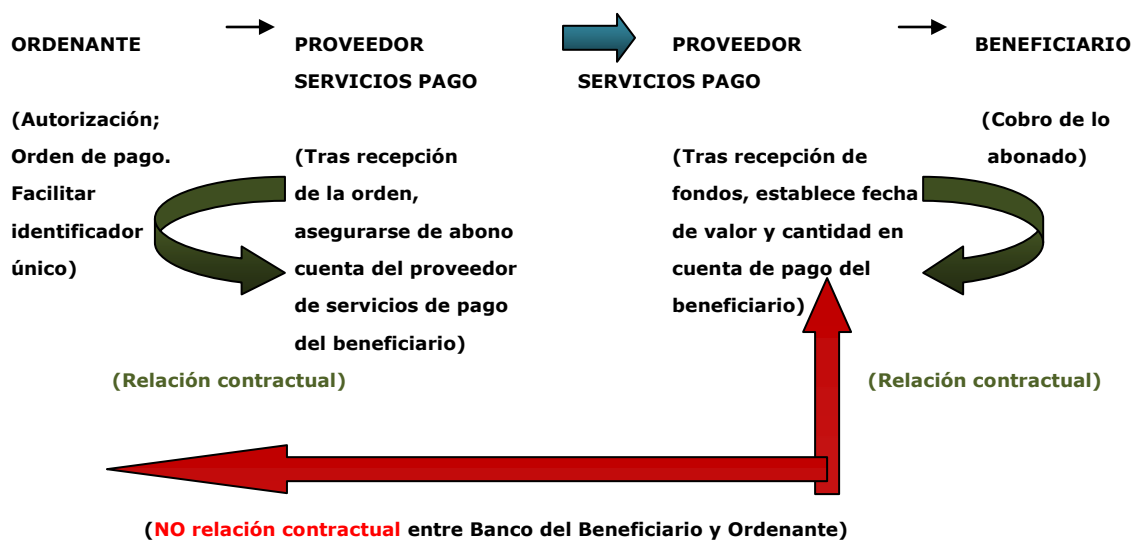 ORDENANTE
PROVEEDOR
SERVICIOS PAGO
PROVEEDOR
SERVICIOS PAGO
BENEFICIARIO
(Autorización;
Orden de pago.
Facilitar
identificador
único)
(Tras recepción
de la orden,
asegurarse de abono
cuenta del proveedor
de servicios de pago
del beneficiario)
(Tras recepción de
fondos, establece fecha
de valor y cantidad en
cuenta de pago del
beneficiario)
(Cobro de lo
abonado)
(Relación contractual)
(Relación contractual)
(NO relación contractual entre Banco del Beneficiario y Ordenante)